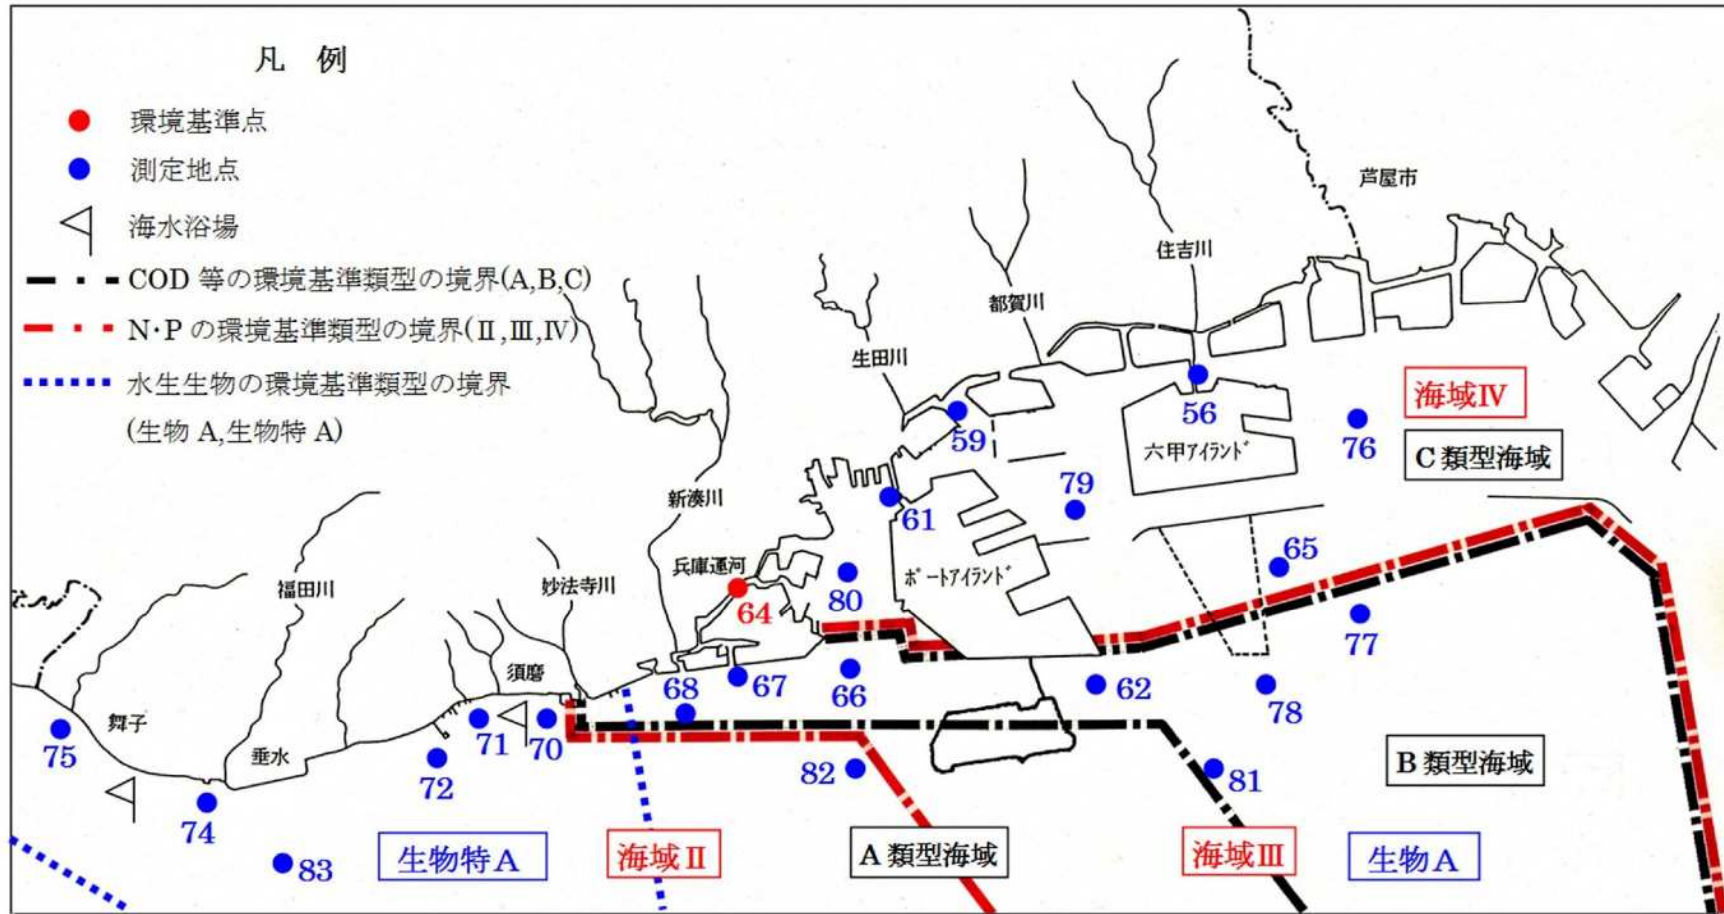 凡 例
環境基準点
測定地点
海水浴場
COD 等の環境基準類型の境界(A,B,C)
N・P の環境基準類型の境界(Ⅱ,Ⅲ,Ⅳ)
水生生物の環境基準類型の境界
(生物 A,生物特 A)
芦屋市
住吉川
都賀川
生田川
新湊川
兵庫運河
妙法寺川
福田川
須磨
舞子
垂水
六甲アイランド
ポートアイランド
海域Ⅳ
C 類型海域
56
76
59
79
61
65
80
64
77
66
62
78
68
67
71
70
75
72
82
81
74
83
B 類型海域
生物特A
海域Ⅱ
A 類型海域
海域Ⅲ
生物A